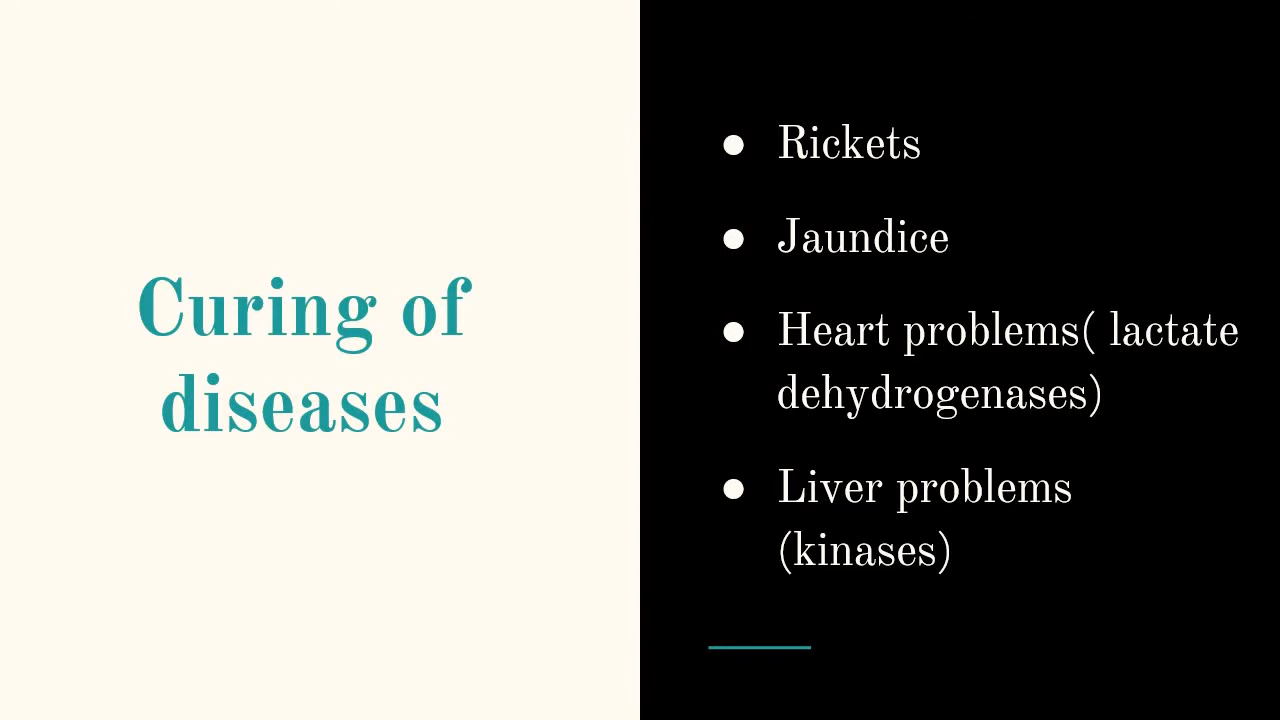 Curing of
diseases
● Rickets
● Jaundice
● Heart problems( lactate
dehydrogenases)
● Liver problems
(kinases)